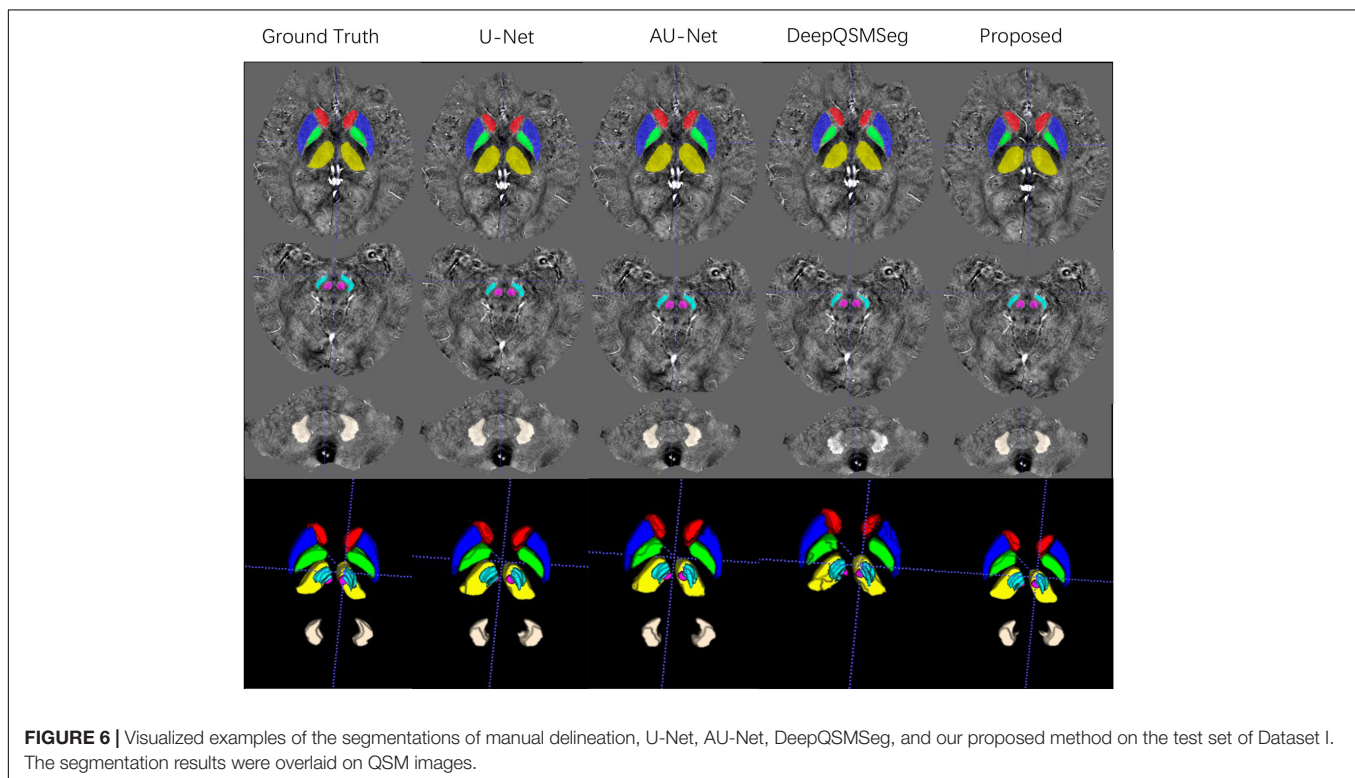 Ground Truth U-Net AU-Net DeepQSMSeg Proposed
FIGURE 6 | Visualized examples of the segmentations of manual delineation, U-Net, AU-Net, DeepQSMSeg, and our proposed method on the test set of Dataset I.
The segmentation results were overlaid on QSM images.